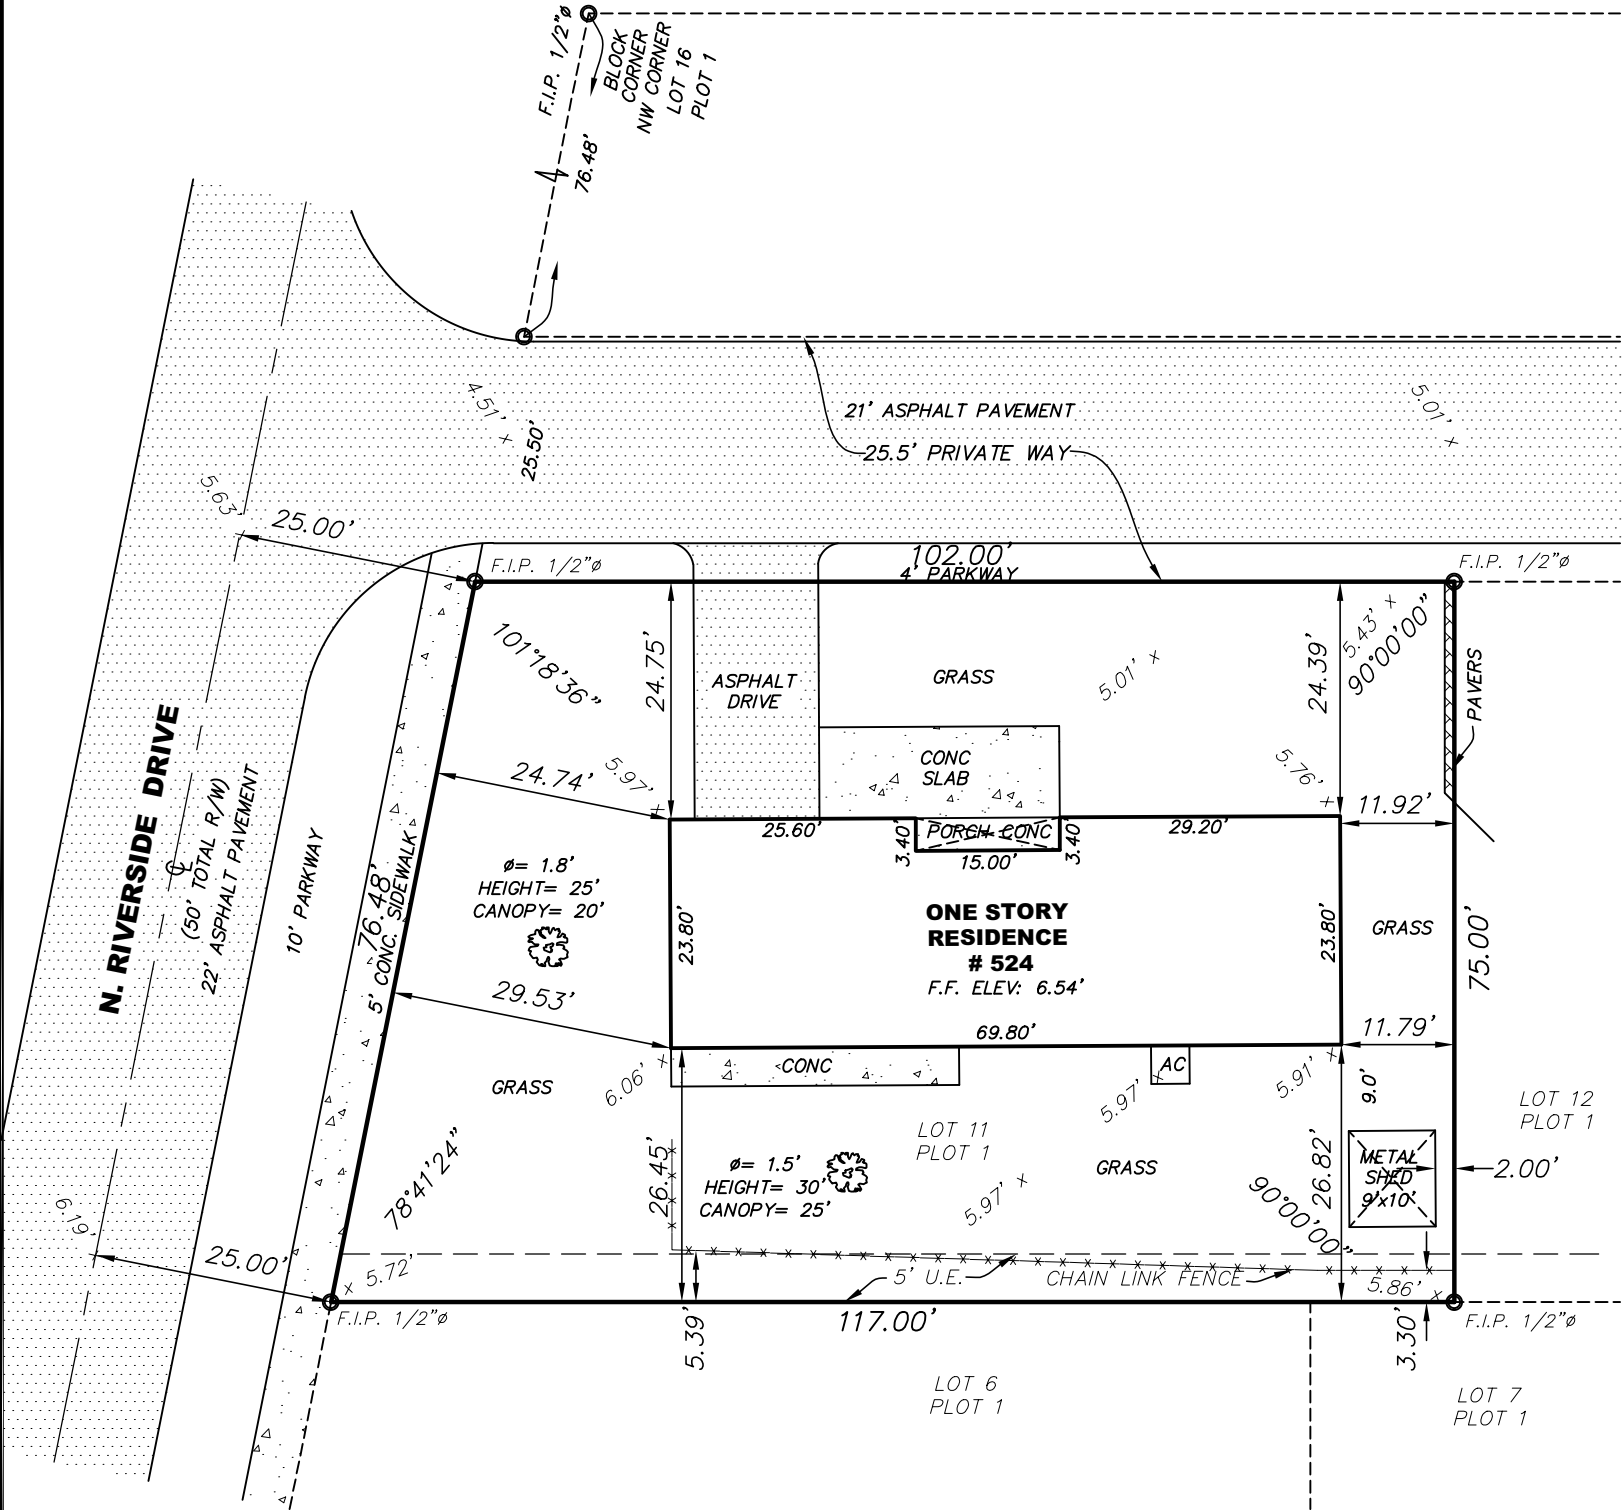 F.I.P. 1/2"ø
BLOCK
CORNER
NW CORNER
LOT 16
PLOT 1
76.48'
4.51'
25.50'
21' ASPHALT PAVEMENT
25.5' PRIVATE WAY
5.01'
5.63'
25.00'
F.I.P. 1/2"ø
102.00'
4' PARKWAY
F.I.P. 1/2"ø
101°18'36"
24.75'
ASPHALT
DRIVE
GRASS
5.01'
24.39'
5.43'
90°00'00"
PAVERS
N. RIVERSIDE DRIVE
(50' TOTAL R/W)
22' ASPHALT PAVEMENT
10' PARKWAY
76.48'
5' CONC. SIDEWALK
24.74'
5.97'
CONC
SLAB
5.76'
11.92'
25.60'
3.40'
PORCH CONC
15.00'
3.40'
29.20'
ø= 1.8'
HEIGHT= 25'
CANOPY= 20'
23.80'
ONE STORY
RESIDENCE
# 524
F.F. ELEV: 6.54'
23.80'
GRASS
75.00'
29.53'
69.80'
11.79'
GRASS
6.06'
CONC
AC
5.97'
5.91'
9.0'
LOT 12
PLOT 1
LOT 11
PLOT 1
78°41'24"
26.45'
ø= 1.5'
HEIGHT= 30'
CANOPY= 25'
GRASS
5.97'
90°00'00"
26.82'
METAL
SHED
9'x10'
2.00'
6.19'
25.00'
5.72'
5' U.E.
CHAIN LINK FENCE
5.86'
F.I.P. 1/2"ø
5.39'
117.00'
3.30'
F.I.P. 1/2"ø
LOT 6
PLOT 1
LOT 7
PLOT 1